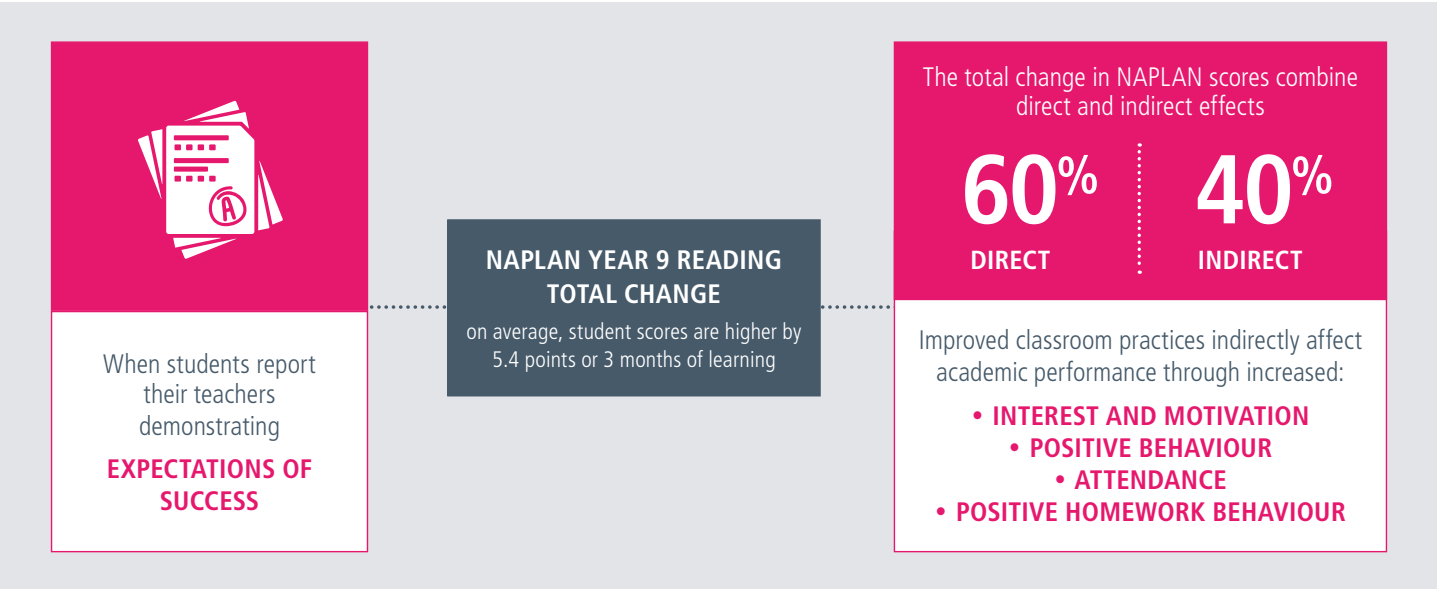 A
When students report
their teachers
demonstrating
EXPECTATIONS OF
SUCCESS
NAPLAN YEAR 9 READING
TOTAL CHANGE
on average, student scores are higher by
5.4 points or 3 months of learning
The total change in NAPLAN scores combine
direct and indirect effects
60%
DIRECT
40%
INDIRECT
Improved classroom practices indirectly affect
academic performance through increased:
• INTEREST AND MOTIVATION
• POSITIVE BEHAVIOUR
• ATTENDANCE
• POSITIVE HOMEWORK BEHAVIOUR